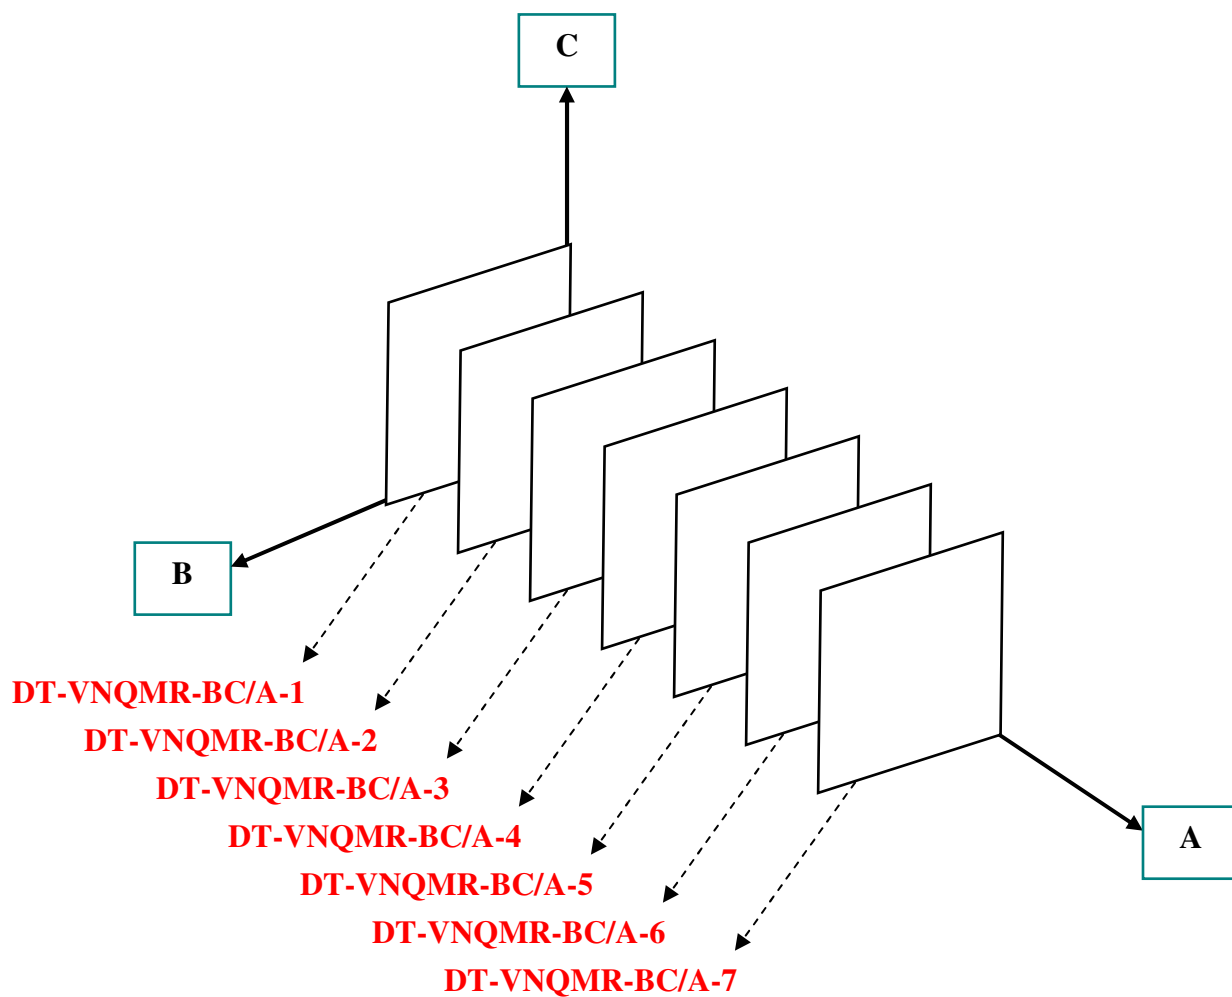 C
B
DT-VNQMR-BC/A-1
DT-VNQMR-BC/A-2
DT-VNQMR-BC/A-3
DT-VNQMR-BC/A-4
A
DT-VNQMR-BC/A-5
DT-VNQMR-BC/A-6
DT-VNQMR-BC/A-7